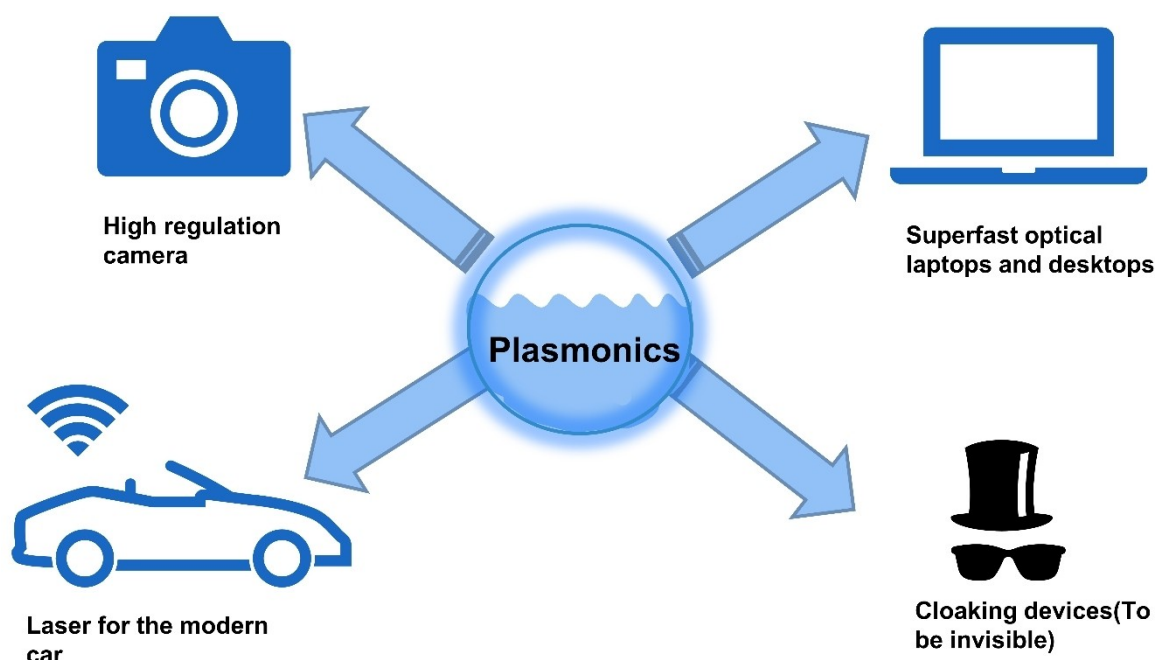 High regulation
camera
Superfast optical
laptops and desktops
Plasmonics
Laser for the modern
car
Cloaking devices(To
be invisible)